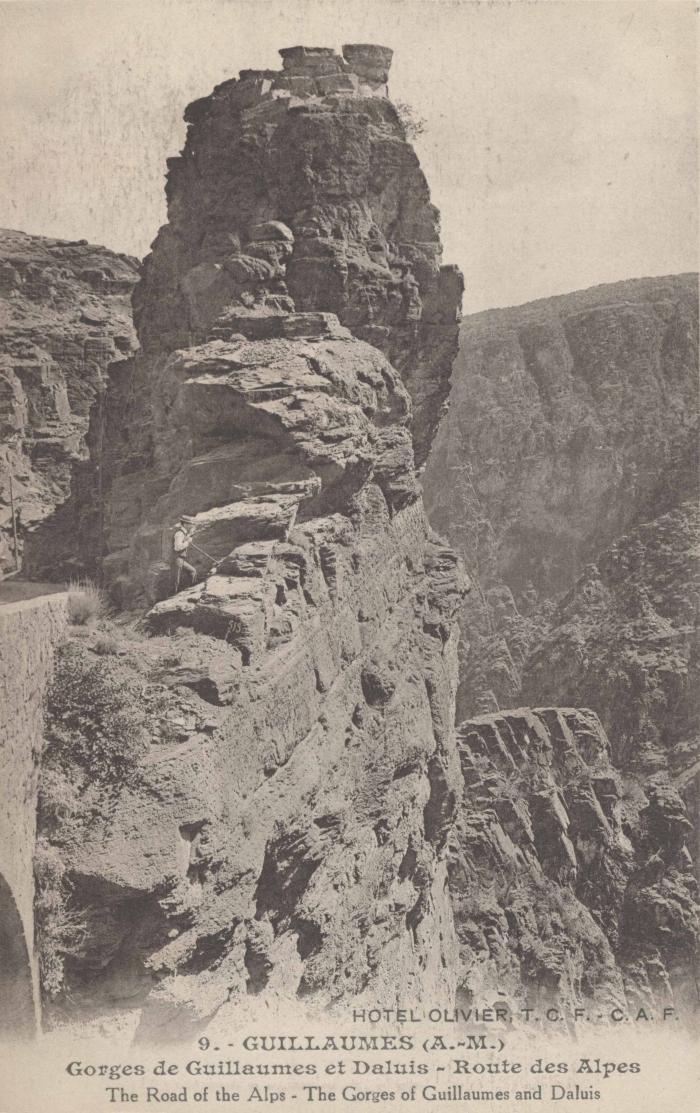 HOTEL OLIVIER, T. C. F. - C. A. F.
9. - GUILLAUMES (A.-M.)
Gorges de Guillaumes et Daluis - Route des Alpes
The Road of the Alps - The Gorges of Guillaumes and Daluis